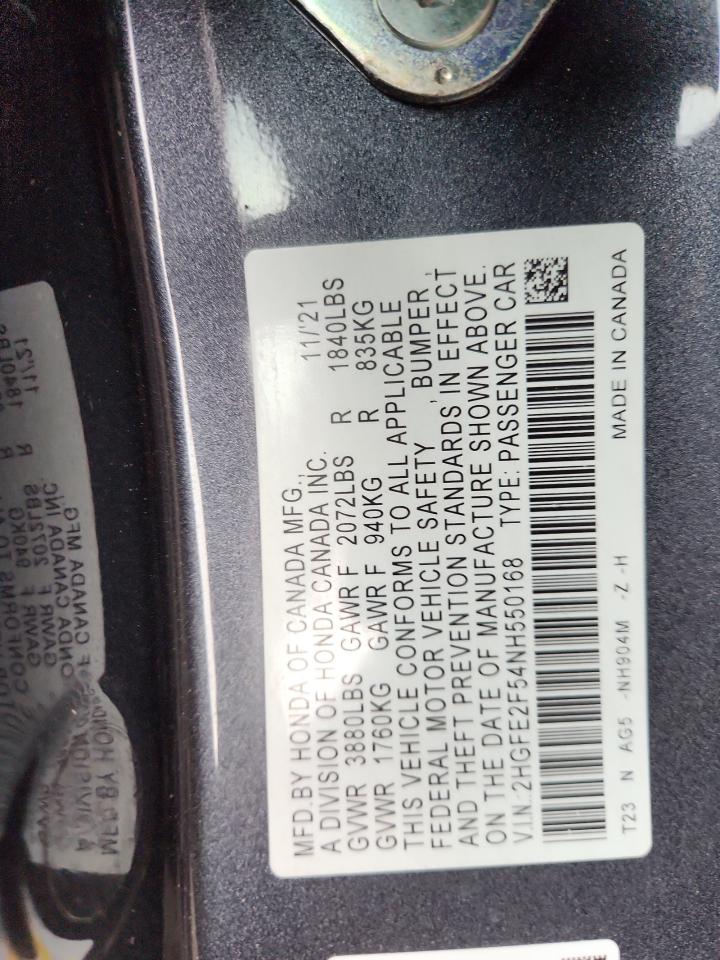 MFD.BY HONDA OF CANADA MFG.,
A DIVISION OF HONDA CANADA INC. 11/'21
GVWR 3880LBS GAWR F 2072LBS R 1840LBS
GVWR 1760KG GAWR F 940KG R 835KG
THIS VEHICLE CONFORMS TO ALL APPLICABLE
FEDERAL MOTOR VEHICLE SAFETY , BUMPER ,
AND THEFT PREVENTION STANDARDS IN EFFECT
ON THE DATE OF MANUFACTURE SHOWN ABOVE.
V.I.N.:2HGFE2F54NH550168 TYPE: PASSENGER CAR
T23 N AG5 -NH904M -Z -H MADE IN CANADA